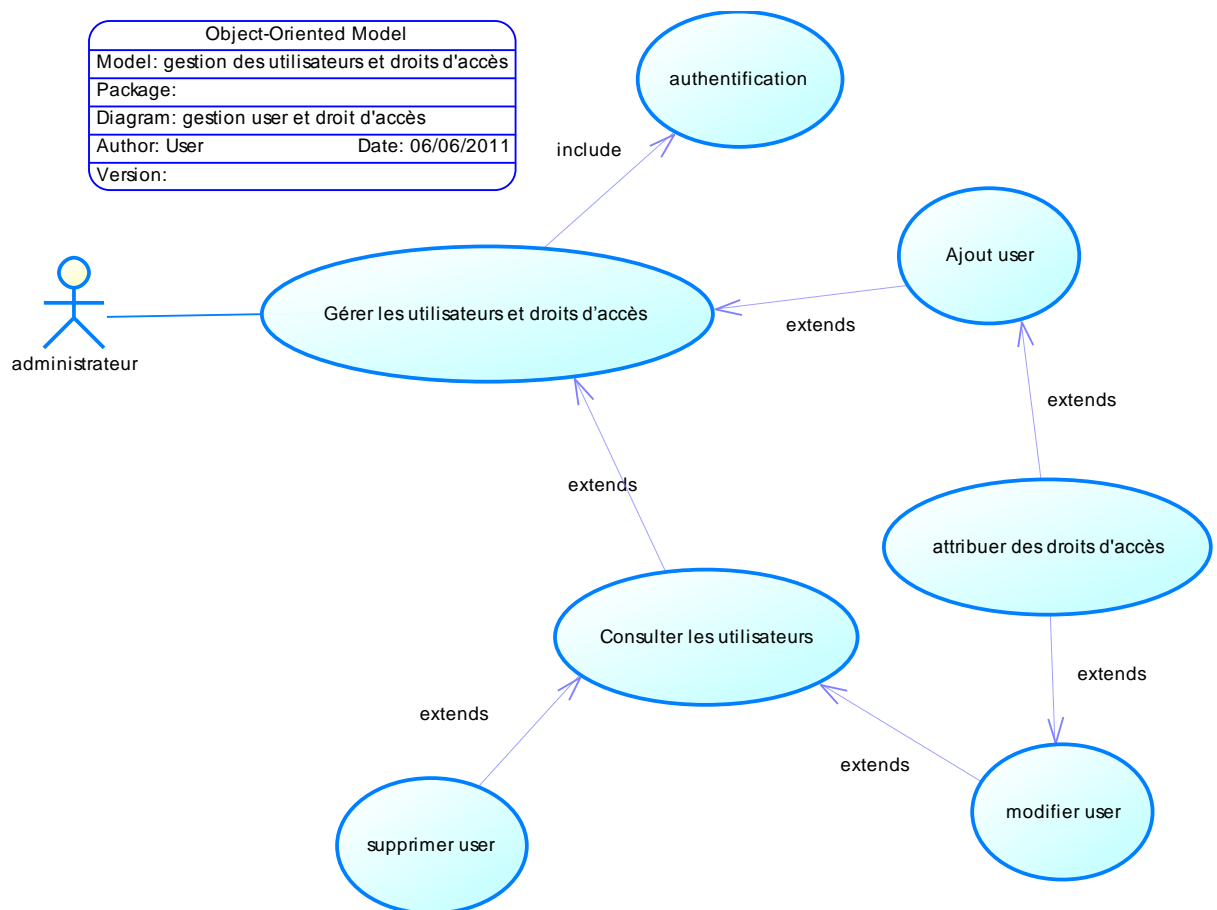 Object-Oriented Model
Model: gestion des utilisateurs et droits d'accès
Package:
Diagram: gestion user et droit d'accès
Author: User Date: 06/06/2011
Version:
authentification
include
Ajout user
Gérer les utilisateurs et droits d’accès
extends
administrateur
extends
extends
attribuer des droits d'accès
Consulter les utilisateurs
extends
extends
extends
modifier user
supprimer user